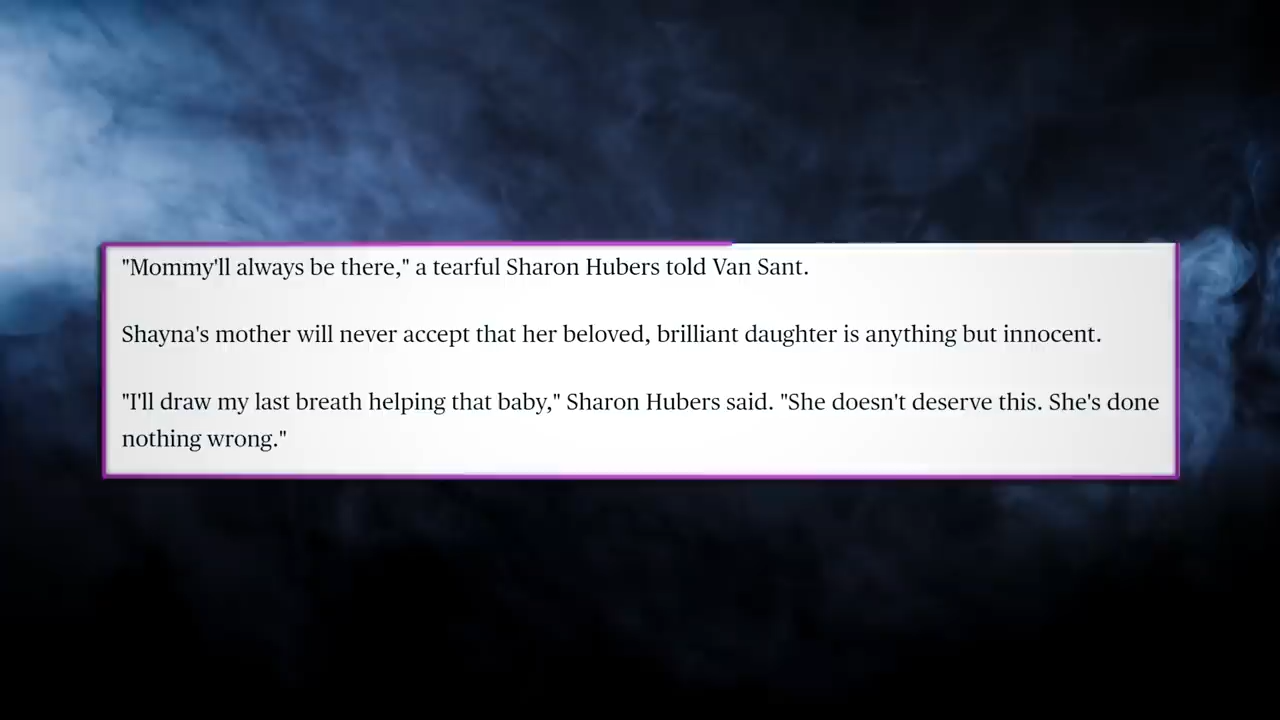 "Mommy'll always be there," a tearful Sharon Hubers told Van Sant.
Shayna's mother will never accept that her beloved, brilliant daughter is anything but innocent.
"I'll draw my last breath helping that baby," Sharon Hubers said. "She doesn't deserve this. She's done
nothing wrong."